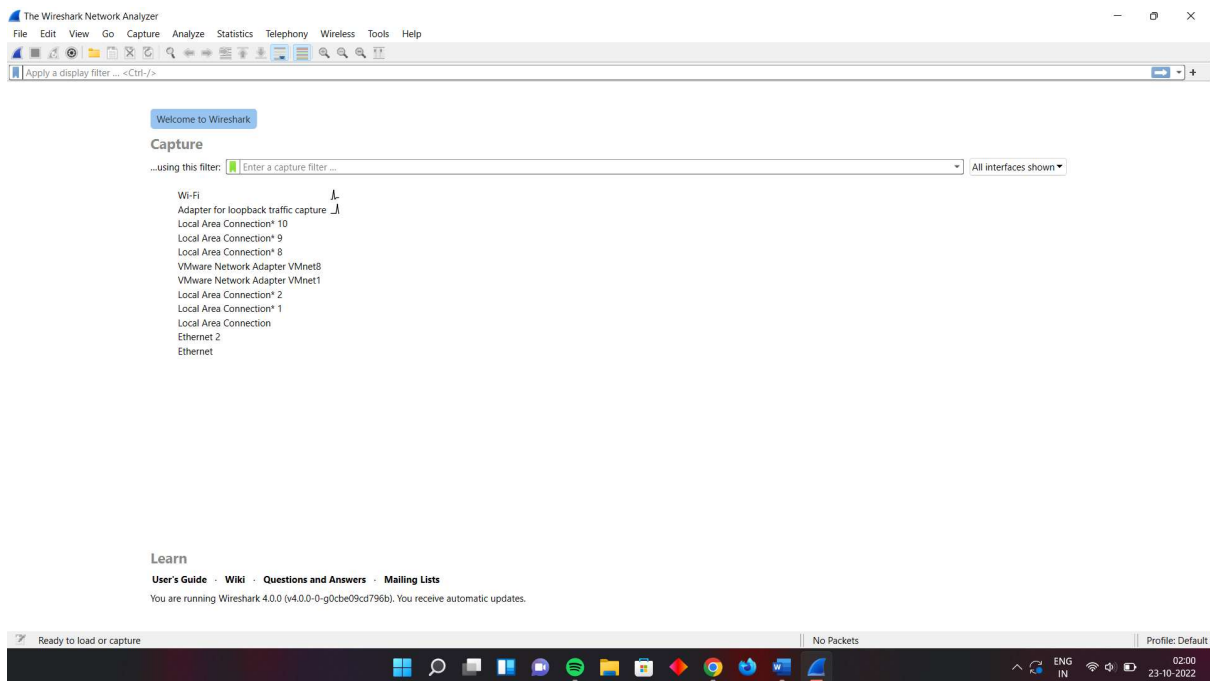 The Wireshark Network Analyzer
File Edit View Go Capture Analyze Statistics Telephony Wireless Tools Help
Apply a display filter ... <Ctrl-/>
Welcome to Wireshark
Capture
...using this filter: Enter a capture filter ... All interfaces shown
Wi-Fi
Adapter for loopback traffic capture
Local Area Connection* 10
Local Area Connection* 9
Local Area Connection* 8
VMware Network Adapter VMnet8
VMware Network Adapter VMnet1
Local Area Connection* 2
Local Area Connection* 1
Local Area Connection
Ethernet 2
Ethernet
Learn
User's Guide · Wiki · Questions and Answers · Mailing Lists
You are running Wireshark 4.0.0 (v4.0.0-0-g0cbe09cd796b). You receive automatic updates.
Ready to load or capture No Packets Profile: Default
ENG 02:00
IN 23-10-2022